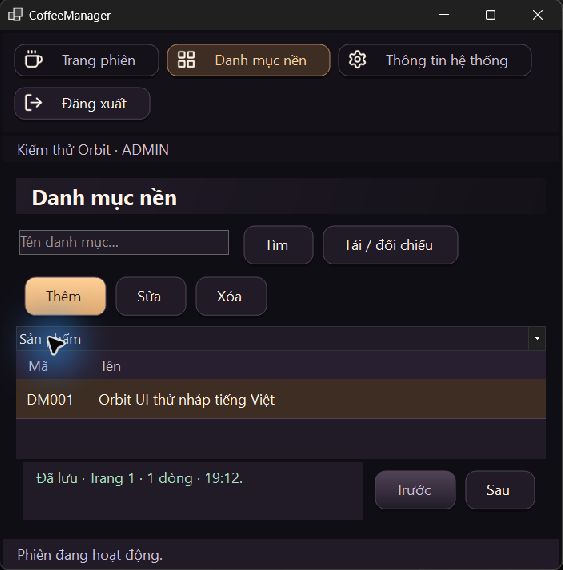 CoffeeManager
Trang phiên
Danh mục nền
Thông tin hệ thống
Đăng xuất
Kiểm thử Orbit · ADMIN
Danh mục nền
Tên danh mục...
Tìm
Tải / đối chiếu
Thêm
Sửa
Xóa
Sản phẩm
Mã Tên
DM001 Orbit UI thử nháp tiếng Việt
Đã lưu · Trang 1 · 1 dòng · 19:12.
Trước
Sau
Phiên đang hoạt động.